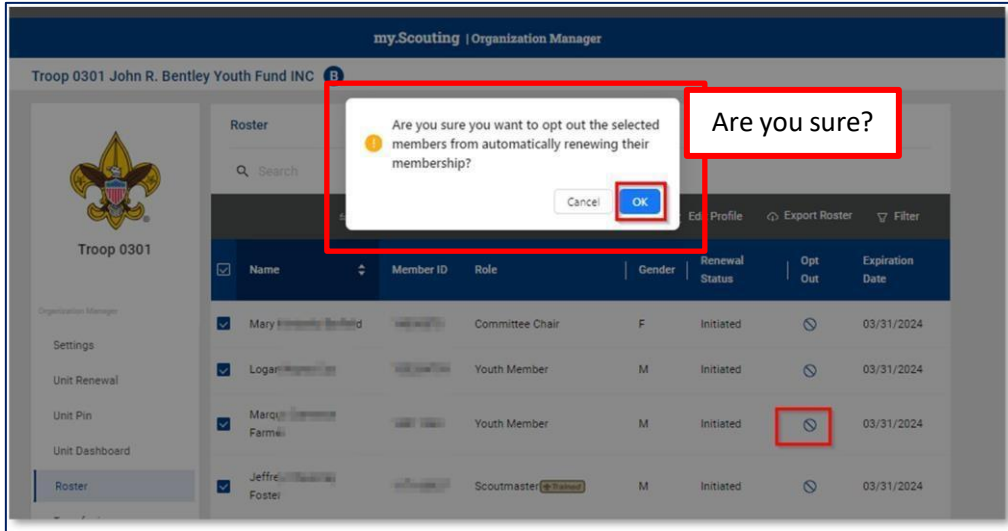 my.Scouting | Organization Manager
Troop 0301 John R. Bentley Youth Fund INC B
Are you sure?
Are you sure you want to opt out the selected
members from automatically renewing their
membership?
Cancel OK
Roster
Search
Edit Profile Export Roster Filter
Troop 0301
Name Member ID Role Gender Renewal Status Opt Out Expiration Date
Organization Manager
Settings
Unit Renewal
Unit Pin
Unit Dashboard
Roster
Mary Committee Chair F Initiated 03/31/2024
Logan Youth Member M Initiated 03/31/2024
Youth Member M Initiated 03/31/2024
Foster Scoutmaster Trained M Initiated 03/31/2024